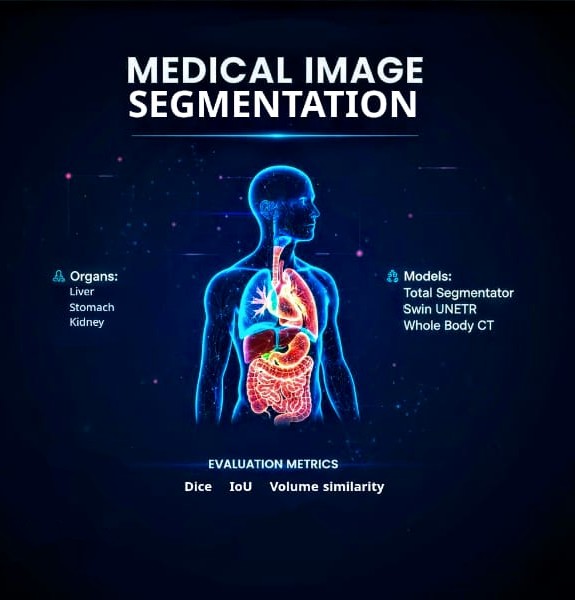 MEDICAL IMAGE
SEGMENTATION
Organs:
Liver
Stomach
Kidney
Models:
Total Segmentator
Swin UNETR
Whole Body CT
EVALUATION METRICS
Dice IoU Volume similarity